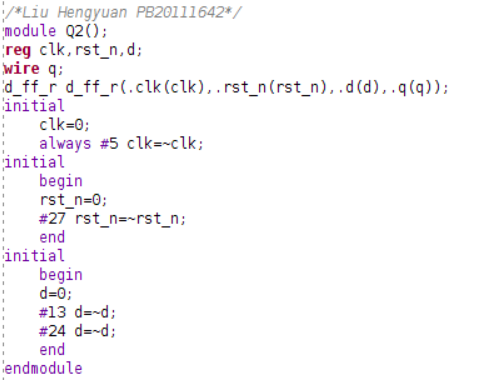 /*Liu Hengyuan PB20111642*/
module Q2();
reg clk,rst_n,d;
wire q;
d_ff_r d_ff_r(.clk(clk),.rst_n(rst_n),.d(d),.q(q));
initial
    clk=0;
    always #5 clk=~clk;
initial
    begin
    rst_n=0;
    #27 rst_n=~rst_n;
    end
initial
    begin
    d=0;
    #13 d=~d;
    #24 d=~d;
    end
endmodule